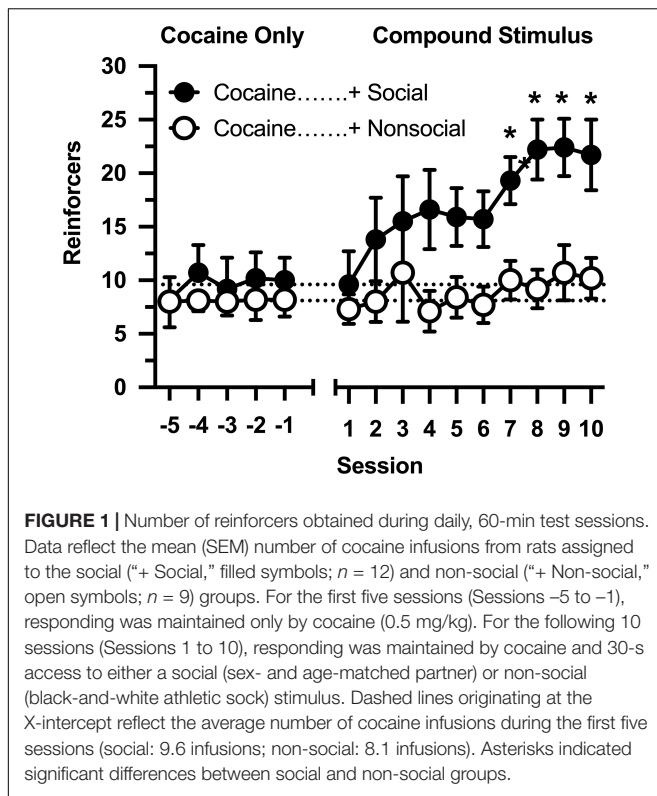 Cocaine Only Compound Stimulus
30
Cocaine.......+ Social
25
Cocaine.......+ Nonsocial
20
15
10
5
0
Reinforcers
* * * * *
-5 -4 -3 -2 -1 1 2 3 4 5 6 7 8 9 10
Session
FIGURE 1 | Number of reinforcers obtained during daily, 60-min test sessions.
Data reflect the mean (SEM) number of cocaine infusions from rats assigned
to the social (“+ Social,” filled symbols; n = 12) and non-social (“+ Non-social,”
open symbols; n = 9) groups. For the first five sessions (Sessions –5 to –1),
responding was maintained only by cocaine (0.5 mg/kg). For the following 10
sessions (Sessions 1 to 10), responding was maintained by cocaine and 30-s
access to either a social (sex- and age-matched partner) or non-social
(black-and-white athletic sock) stimulus. Dashed lines originating at the
X-intercept reflect the average number of cocaine infusions during the first five
sessions (social: 9.6 infusions; non-social: 8.1 infusions). Asterisks indicated
significant differences between social and non-social groups.